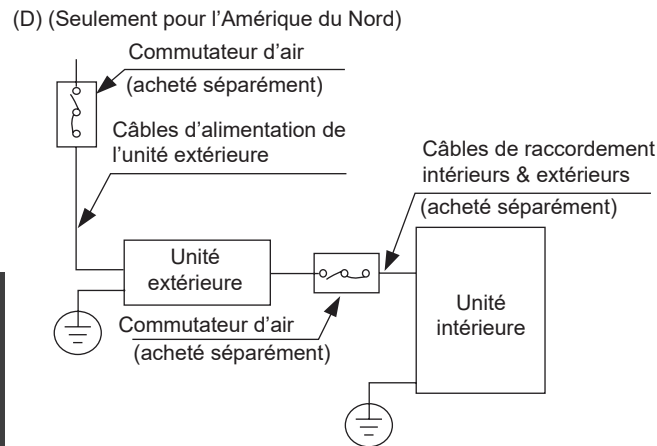 (D) (Seulement pour l'Amérique du Nord)
Commutateur d'air
(acheté séparément)
Câbles d'alimentation de
l'unité extérieure
Câbles de raccordement
intérieurs & extérieurs
(acheté séparément)
Unité
extérieure
Commutateur d'air
(acheté séparément)
Unité
intérieure